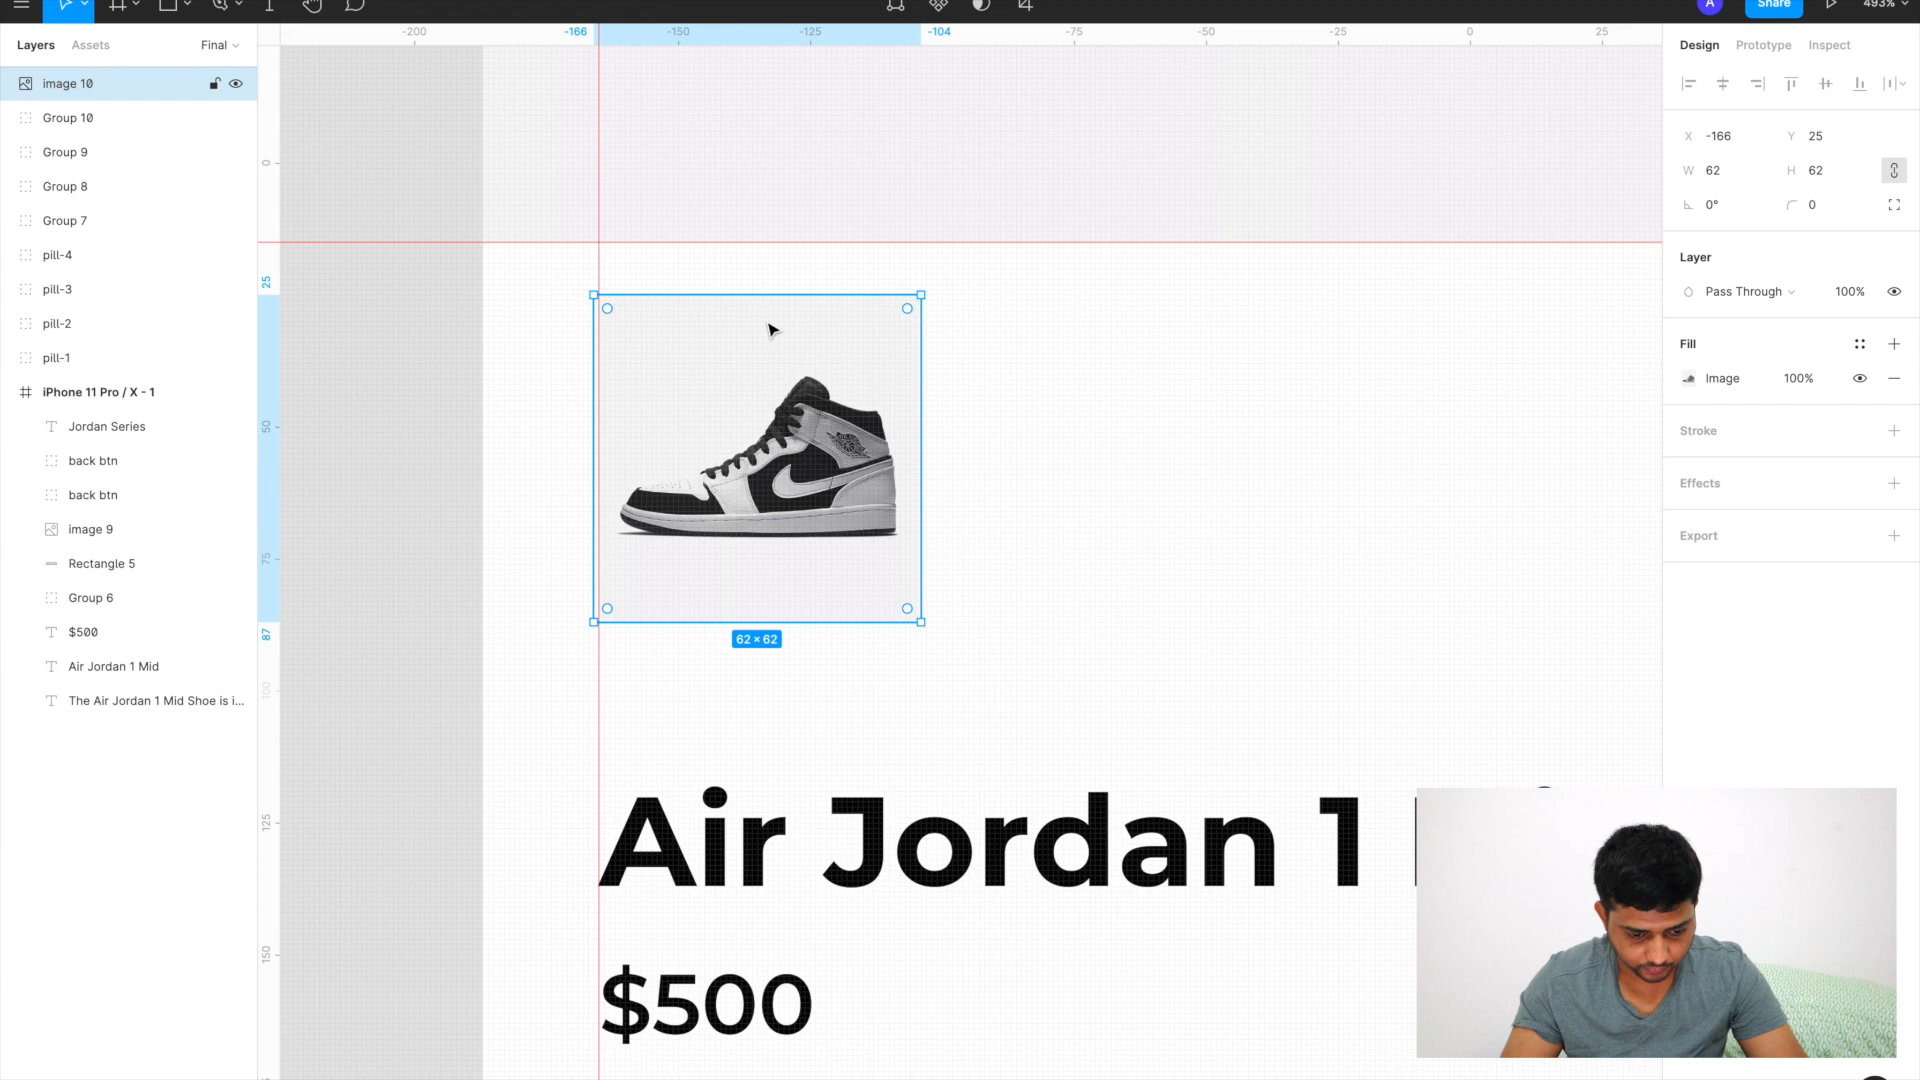 493%
A
Share
Layers Assets Final
-200 -166 -150 -125 -104 -75 -50 -25 0 25
Design Prototype Inspect
image 10
Group 10
Group 9
Group 8
Group 7
pill-4
pill-3
pill-2
pill-1
iPhone 11 Pro / X - 1
Jordan Series
back btn
back btn
image 9
Rectangle 5
Group 6
$500
Air Jordan 1 Mid
The Air Jordan 1 Mid Shoe is i...
0
25
50
75
87
100
125
150
62 × 62
Air Jordan 1
$500
X -166 Y 25
W 62 H 62
0° 0
Layer
Pass Through 100%
Fill
Image 100%
Stroke
Effects
Export